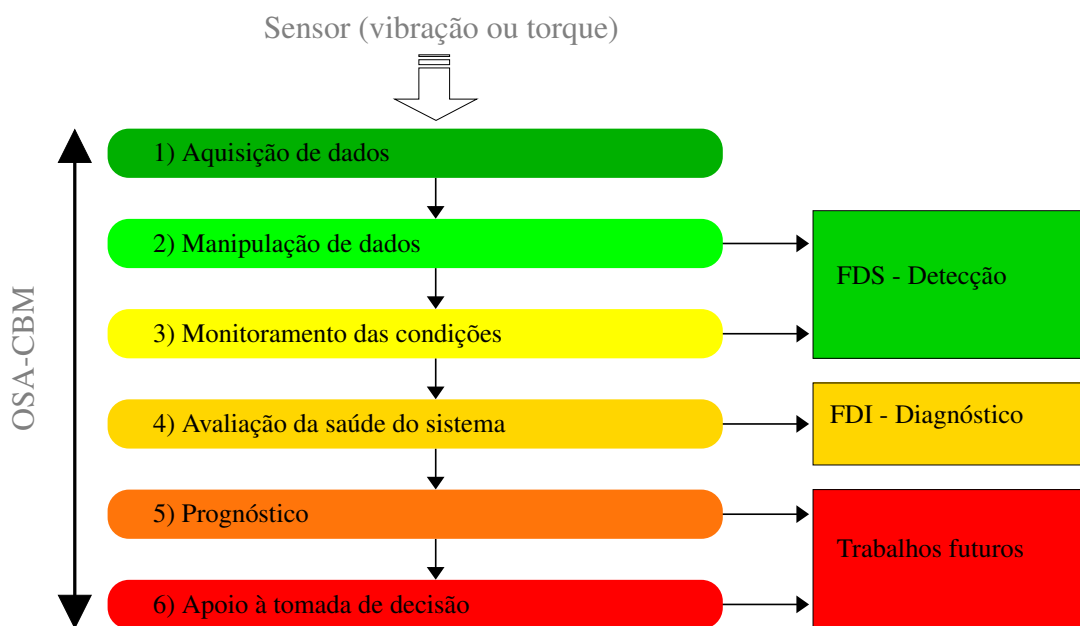 Sensor (vibração ou torque)
OSA-CBM
1) Aquisição de dados
2) Manipulação de dados
FDS - Detecção
3) Monitoramento das condições
4) Avaliação da saúde do sistema
FDI - Diagnóstico
5) Prognóstico
Trabalhos futuros
6) Apoio à tomada de decisão